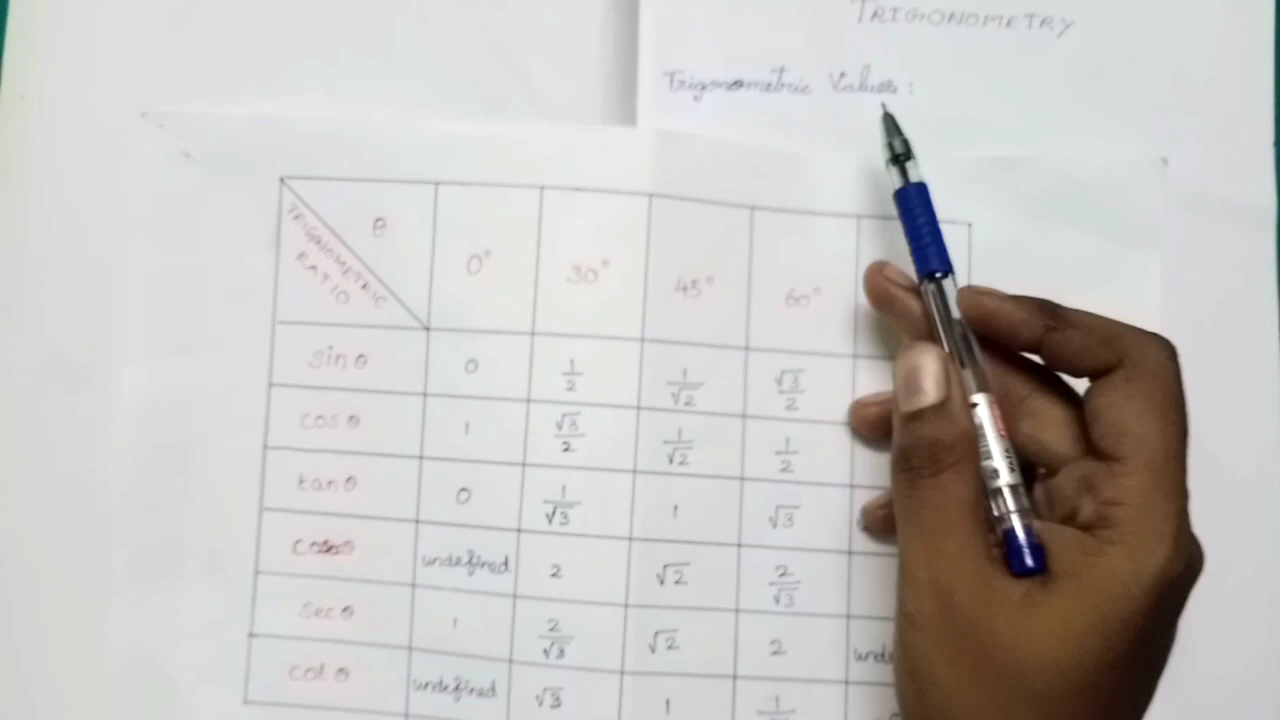 TRIGONOMETRY
Trigonometric Values :
θ
TRIGONOMETRIC
RATIO
0° 30° 45° 60°
sin θ 0 1/2 1/√2 √3/2
cos θ 1 √3/2 1/√2 1/2
tan θ 0 1/√3 1 √3
undefined 2 √2 2/√3
sec θ 1 2/√3 √2 2
cot θ undefined √3 1